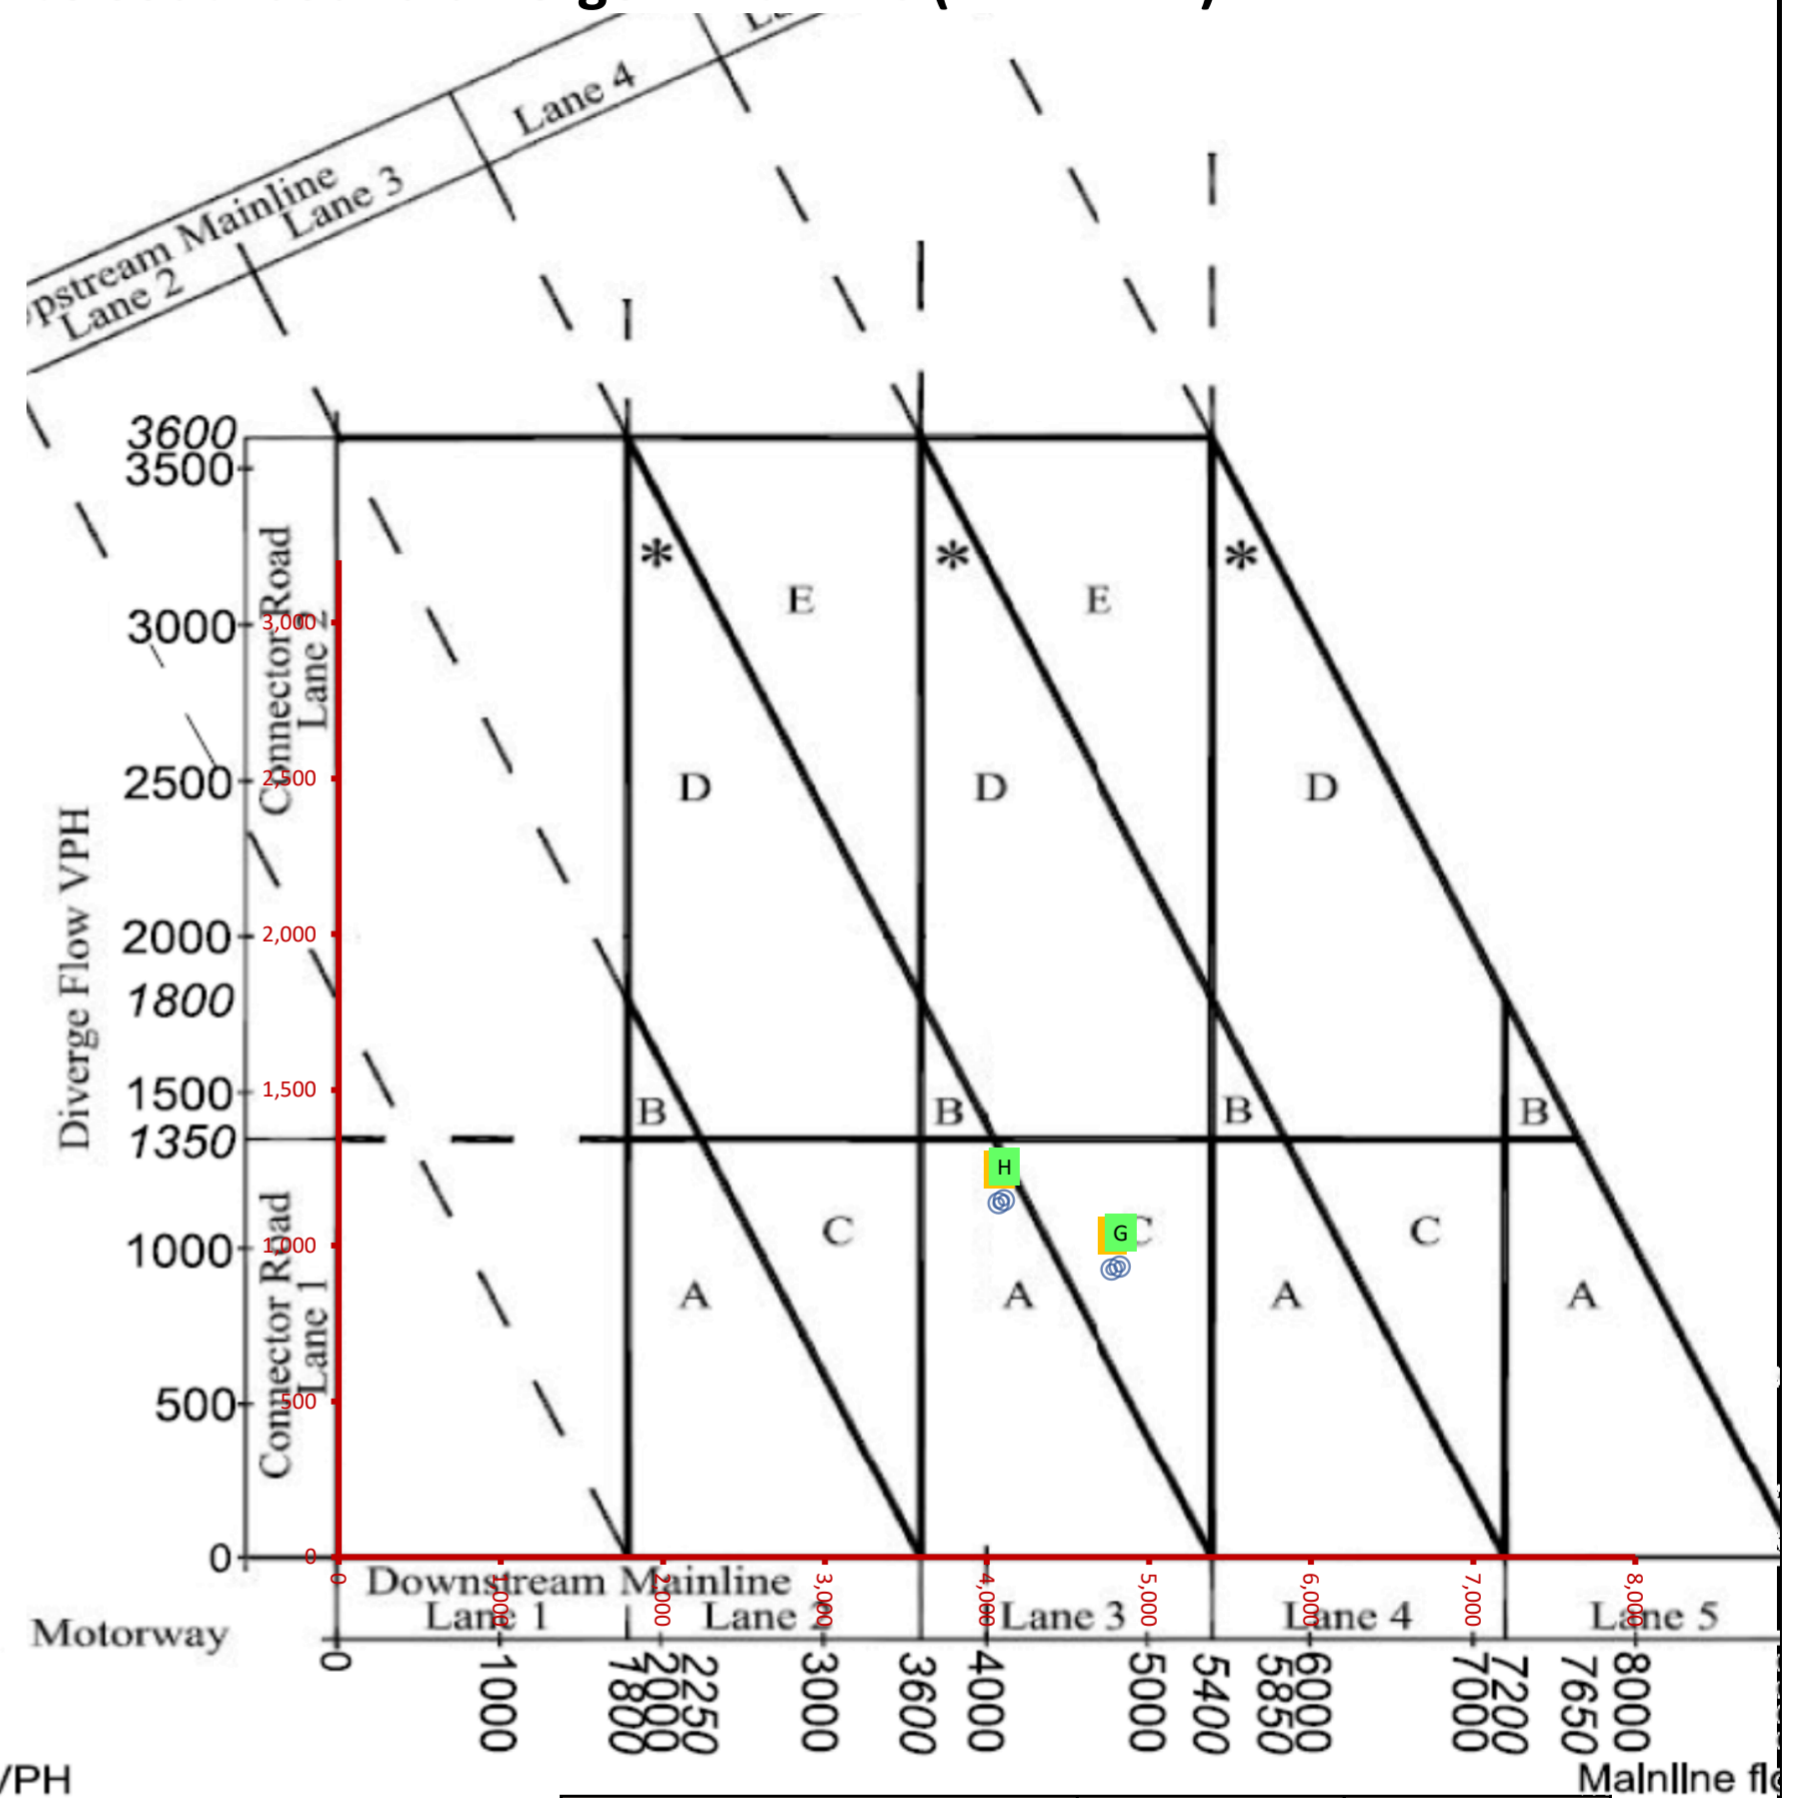 Lane 4
Upstream Mainline
Lane 3
Lane 2
3600
3500
3000
2500
2000
1800
1500
1350
1000
500
0
Diverge Flow VPH
Connector Road
Lane 2
Connector Road
Lane 1
3,000
2,500
2,000
1,500
1,000
500
0
* * *
E E
D D D
B B B B
H
G
C C C
A A A A
0 1,000 2,000 3,000 4,000 5,000 6,000 7,000 8,000
Downstream Mainline
Lane 1 Lane 2 Lane 3 Lane 4 Lane 5
Motorway
0 1000 1800 2000 2250 3000 3600 4000 5000 5400 5850 6000 7000 7200 7650 8000
VPH
Mainline